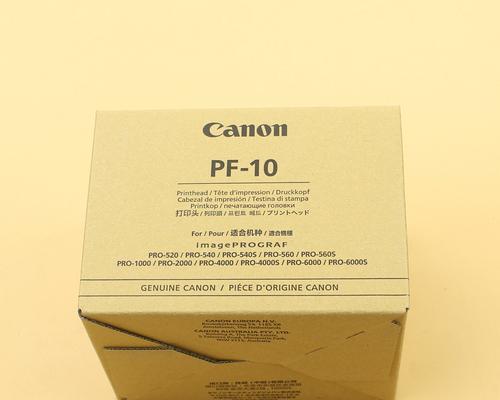 Canon
PF-10
Printhead / Tête d'impression / Druckkopf
Cabezal de impresión / Testina di stampa
Printkop / печатающие головки
打印头 / 列印頭 / 프린트 헤드 / プリントヘッド
For / Pour / 适合机种 / 適合機種
imagePROGRAF
PRO-520 / PRO-540 / PRO-540S / PRO-560 / PRO-560S
PRO-1000 / PRO-2000 / PRO-4000 / PRO-4000S / PRO-6000 / PRO-6000S
GENUINE CANON / PIÈCE D'ORIGINE CANON
CANON EUROPA N.V.
Amstelveen, The Netherlands
CANON AUSTRALIA PTY. LTD.
Australia